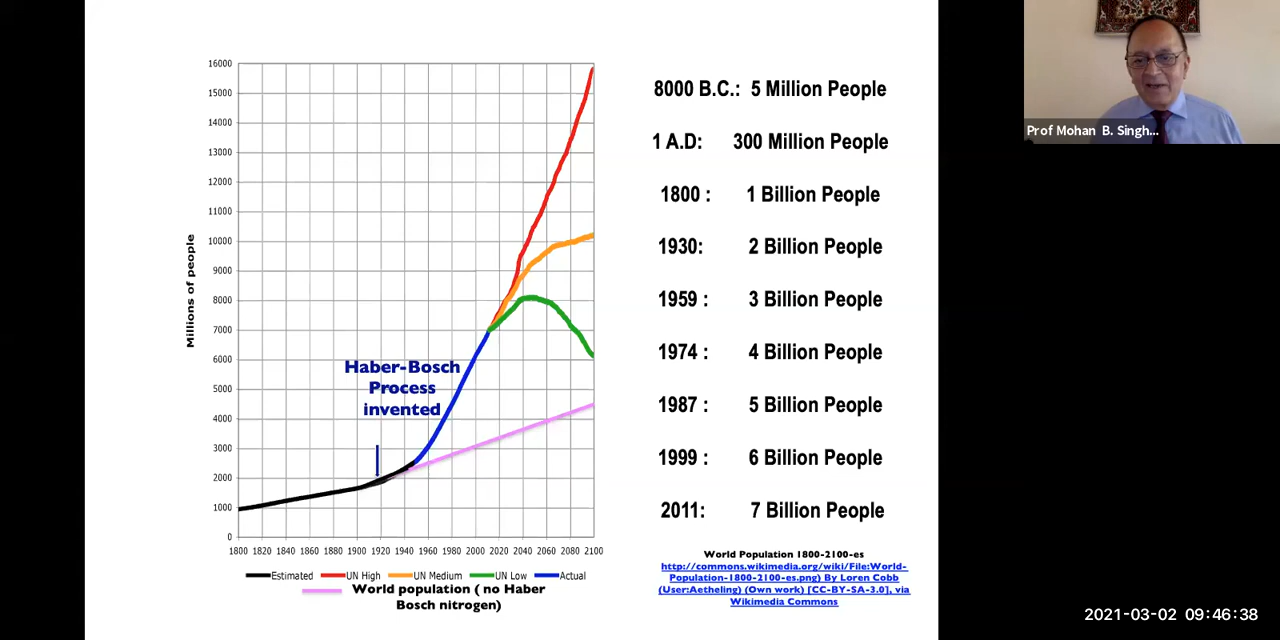 16000
15000
14000
13000
12000
11000
10000
9000
8000
7000
6000
5000
4000
3000
2000
1000
0
Millions of people
1800 1820 1840 1860 1880 1900 1920 1940 1960 1980 2000 2020 2040 2060 2080 2100
Haber-Bosch
Process
invented
Estimated UN High UN Medium UN Low Actual
World population ( no Haber
Bosch nitrogen)
8000 B.C.: 5 Million People
1 A.D: 300 Million People
1800 : 1 Billion People
1930: 2 Billion People
1959 : 3 Billion People
1974 : 4 Billion People
1987 : 5 Billion People
1999 : 6 Billion People
2011: 7 Billion People
World Population 1800-2100-es
http://commons.wikimedia.org/wiki/File:World-
Population-1800-2100-es.png) By Loren Cobb
(User:Aetheling) (Own work) [CC-BY-SA-3.0], via
Wikimedia Commons
Prof Mohan B. Singh...
2021-03-02 09:46:38